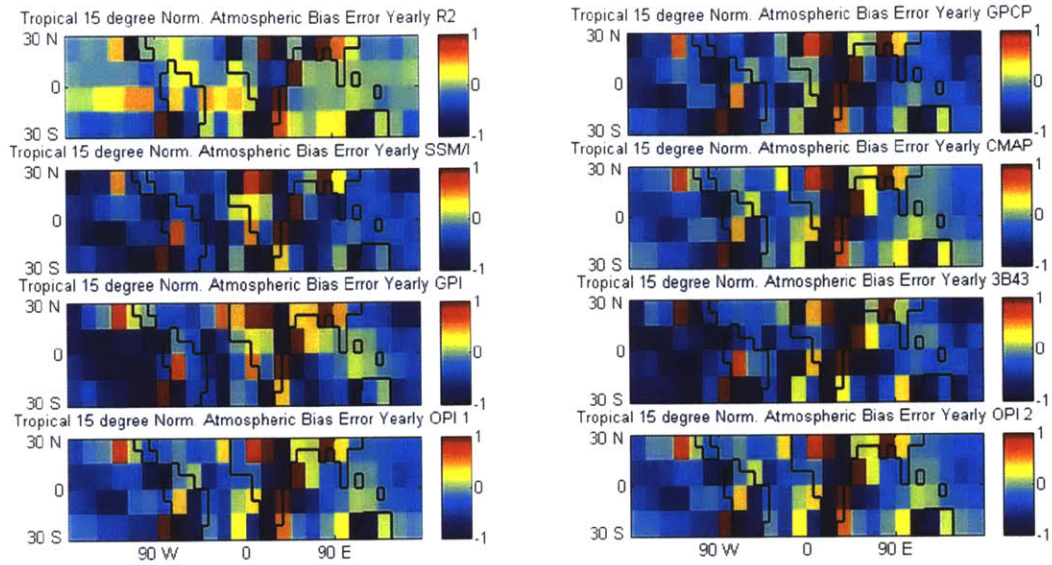 Tropical 15 degree Norm. Atmospheric Bias Error Yearly R2
30 N
0
30 S
1
0
-1
Tropical 15 degree Norm. Atmospheric Bias Error Yearly SSM/I
30 N
0
30 S
1
0
-1
Tropical 15 degree Norm. Atmospheric Bias Error Yearly GPI
30 N
0
30 S
1
0
-1
Tropical 15 degree Norm. Atmospheric Bias Error Yearly OPI 1
30 N
0
30 S
1
0
-1
90 W 0 90 E
Tropical 15 degree Norm. Atmospheric Bias Error Yearly GPCP
30 N
0
30 S
1
0
-1
Tropical 15 degree Norm. Atmospheric Bias Error Yearly CMAP
30 N
0
30 S
1
0
-1
Tropical 15 degree Norm. Atmospheric Bias Error Yearly 3B43
30 N
0
30 S
1
0
-1
Tropical 15 degree Norm. Atmospheric Bias Error Yearly OPI 2
30 N
0
30 S
1
0
-1
90 W 0 90 E